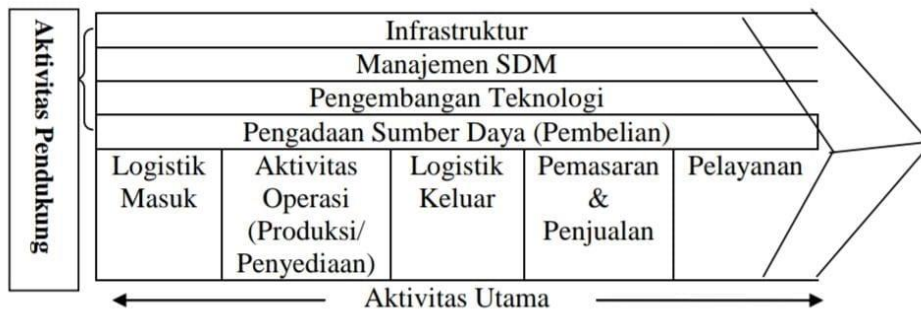 Aktivitas Pendukung
Infrastruktur
Manajemen SDM
Pengembangan Teknologi
Pengadaan Sumber Daya (Pembelian)
Logistik
Masuk
Aktivitas
Operasi
(Produksi/
Penyediaan)
Logistik
Keluar
Pemasaran
&
Penjualan
Pelayanan
Aktivitas Utama